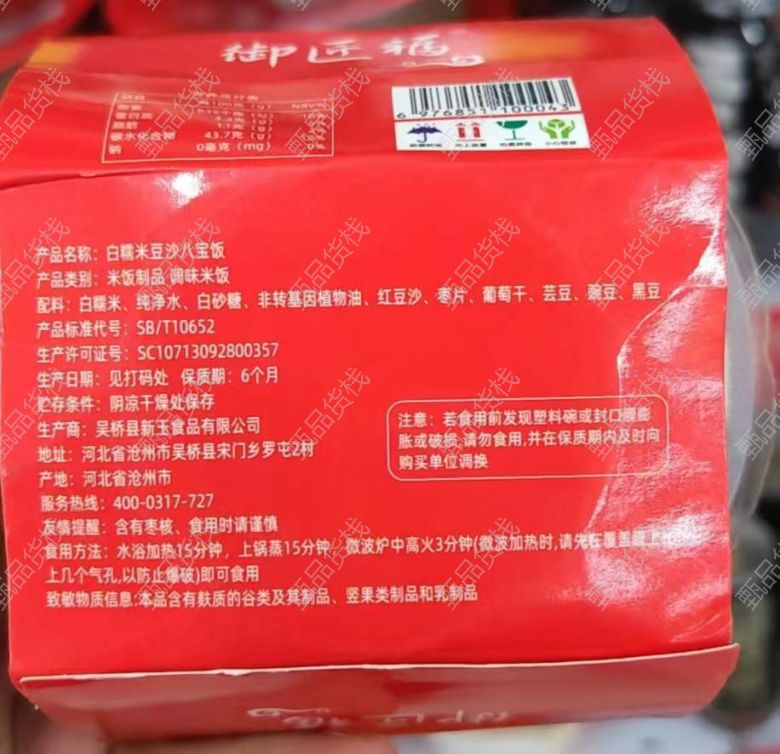 御匠福
NRV%
蛋白质
脂肪
碳水化合物 43.7克(g)
钠 0毫克(mg) 0%
小心轻放
产品名称：白糯米豆沙八宝饭
产品类别：米饭制品 调味米饭
配料：白糯米、纯净水、白砂糖、非转基因植物油、红豆沙、枣片、葡萄干、芸豆、豌豆、黑豆
产品标准代号：SB/T10652
生产许可证号：SC10713092800357
生产日期：见打码处 保质期：6个月
贮存条件：阴凉干燥处保存
生产商：吴桥县新玉食品有限公司
地址：河北省沧州市吴桥县宋门乡罗屯2村
产地：河北省沧州市
服务热线：400-0317-727
友情提醒：含有枣核、食用时请谨慎
食用方法：水浴加热15分钟，上锅蒸15分钟，微波炉中高火3分钟(微波加热时,请先在覆盖膜上
上几个气孔,以防止爆破)即可食用
致敏物质信息:本品含有麸质的谷类及其制品、竖果类制品和乳制品
注意：若食用前发现塑料碗或封口膜膨
胀或破损,请勿食用,并在保质期内及时向
购买单位调换
甄品货栈